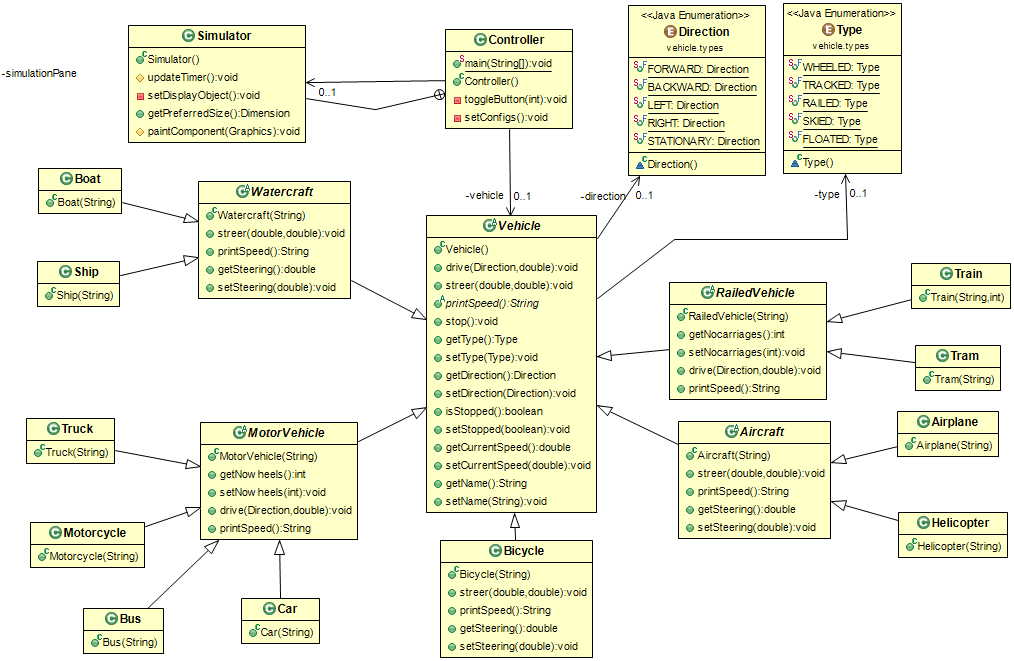 Simulator
Simulator()
updateTimer():void
setDisplayObject():void
getPreferredSize():Dimension
paintComponent(Graphics):void
-simulationPane
0..1
Controller
main(String[]):void
Controller()
toggleButton(int):void
setConfigs():void
<<Java Enumeration>>
Direction
vehicle.types
FORWARD: Direction
BACKWARD: Direction
LEFT: Direction
RIGHT: Direction
STATIONARY: Direction
Direction()
<<Java Enumeration>>
Type
vehicle.types
WHEELED: Type
TRACKED: Type
RAILED: Type
SKIED: Type
FLOATED: Type
Type()
-vehicle 0..1
-direction 0..1
-type 0..1
Boat
Boat(String)
Ship
Ship(String)
Watercraft
Watercraft(String)
streer(double,double):void
printSpeed():String
getSteering():double
setSteering(double):void
Vehicle
Vehicle()
drive(Direction,double):void
streer(double,double):void
printSpeed():String
stop():void
getType():Type
setType(Type):void
getDirection():Direction
setDirection(Direction):void
isStopped():boolean
setStopped(boolean):void
getCurrentSpeed():double
setCurrentSpeed(double):void
getName():String
setName(String):void
RailedVehicle
RailedVehicle(String)
getNocarriages():int
setNocarriages(int):void
drive(Direction,double):void
printSpeed():String
Train
Train(String,int)
Tram
Tram(String)
Truck
Truck(String)
Motorcycle
Motorcycle(String)
Bus
Bus(String)
Car
Car(String)
MotorVehicle
MotorVehicle(String)
getNowheels():int
setNowheels(int):void
drive(Direction,double):void
printSpeed():String
Aircraft
Aircraft(String)
streer(double,double):void
printSpeed():String
getSteering():double
setSteering(double):void
Airplane
Airplane(String)
Helicopter
Helicopter(String)
Bicycle
Bicycle(String)
streer(double,double):void
printSpeed():String
getSteering():double
setSteering(double):void